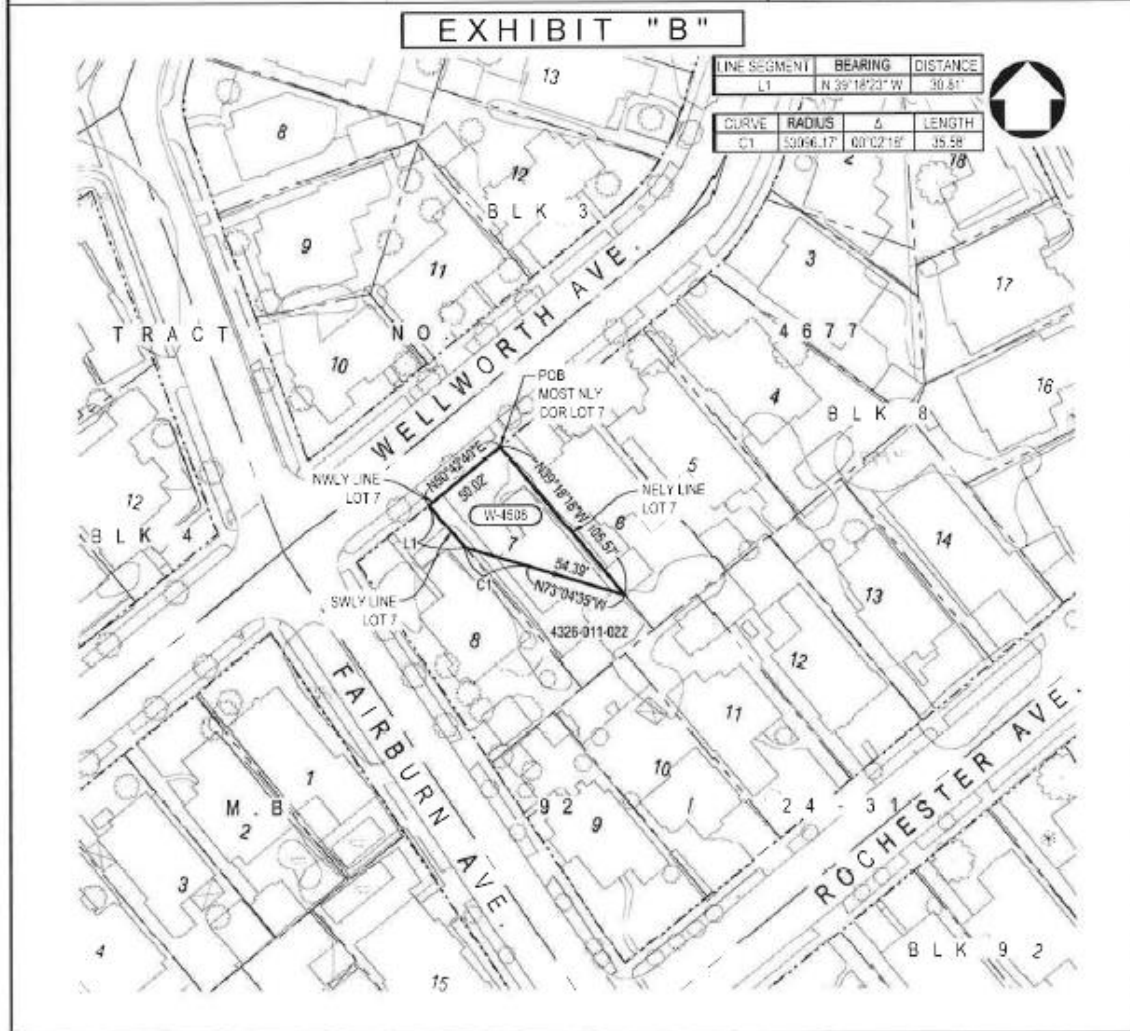 EXHIBIT "B"
LINE SEGMENT BEARING DISTANCE
L1 N 39°18'23" W 30.81'
CURVE RADIUS Δ LENGTH
C1 53096.17' 00°02'18" 35.58'
13
8
12
BLK 3
9
11
10
TRACT
NO.
WELLWORTH AVE.
2
18
3
17
4677
4
16
BLK 8
POB
MOST NLY
COR LOT 7
NWLY LINE
LOT 7
N50°42'40"E
50.02'
W-4506
7
N39°18'18"W 105.57'
NELY LINE
LOT 7
5
6
L1
C1
54.39'
N73°04'35"W
SWLY LINE
LOT 7
4326-011-022
8
12
BLK 4
14
13
12
11
10
9
1
M.B
2
3
4
15
FAIRBURN AVE.
92
24-31
ROCHESTER AVE.
BLK 92